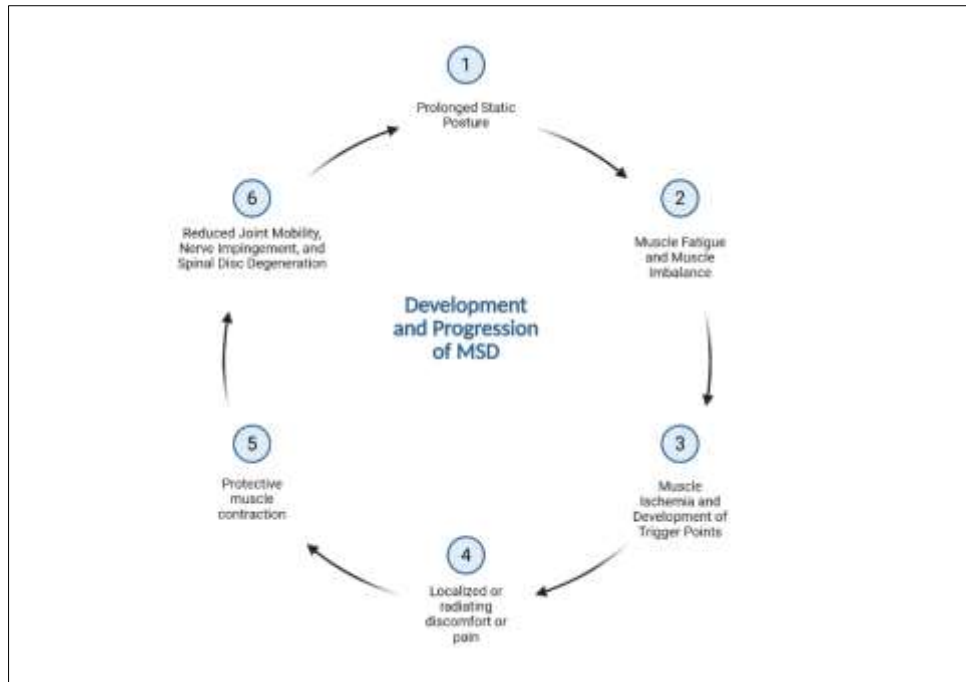 1
Prolonged Static
Posture
2
Muscle Fatigue
and Muscle
Imbalance
3
Muscle
Ischemia and
Development of
Trigger Points
4
Localized or
radiating
discomfort or
pain
5
Protective
muscle
contraction
6
Reduced Joint Mobility,
Nerve Impingement, and
Spinal Disc Degeneration
Development
and Progression
of MSD